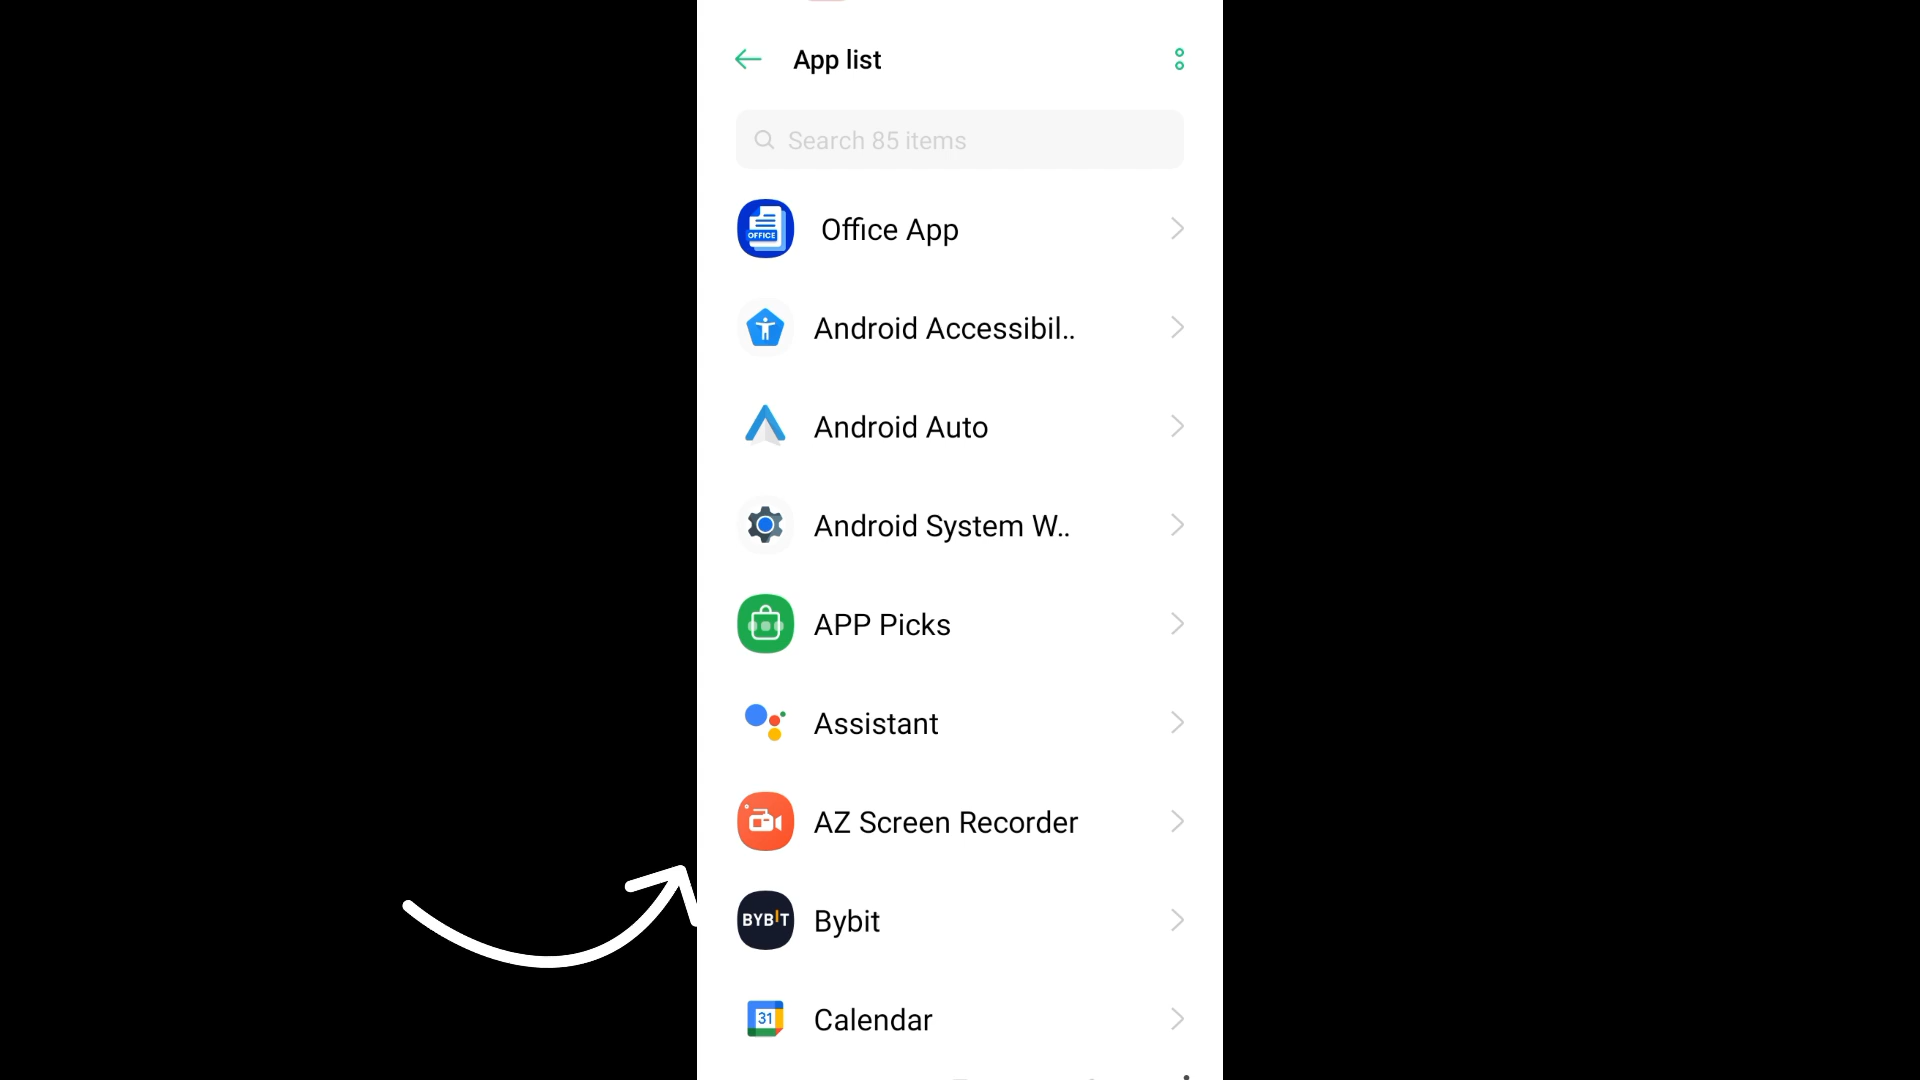 App list
Search 85 items
OFFICE
Office App
Android Accessibil..
Android Auto
Android System W..
APP Picks
Assistant
AZ Screen Recorder
BYBIT
Bybit
31
Calendar